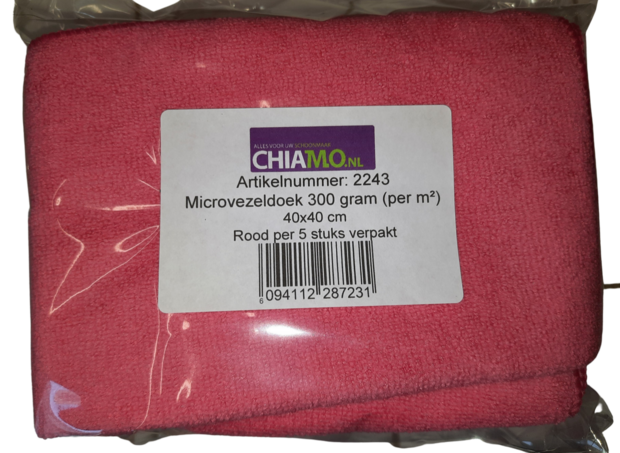 ALLES VOOR UW SCHOONMAAK
CHIAMO.NL
Artikelnummer: 2243
Microvezeldoek 300 gram (per m²)
40x40 cm
Rood per 5 stuks verpakt
6 094112 287231